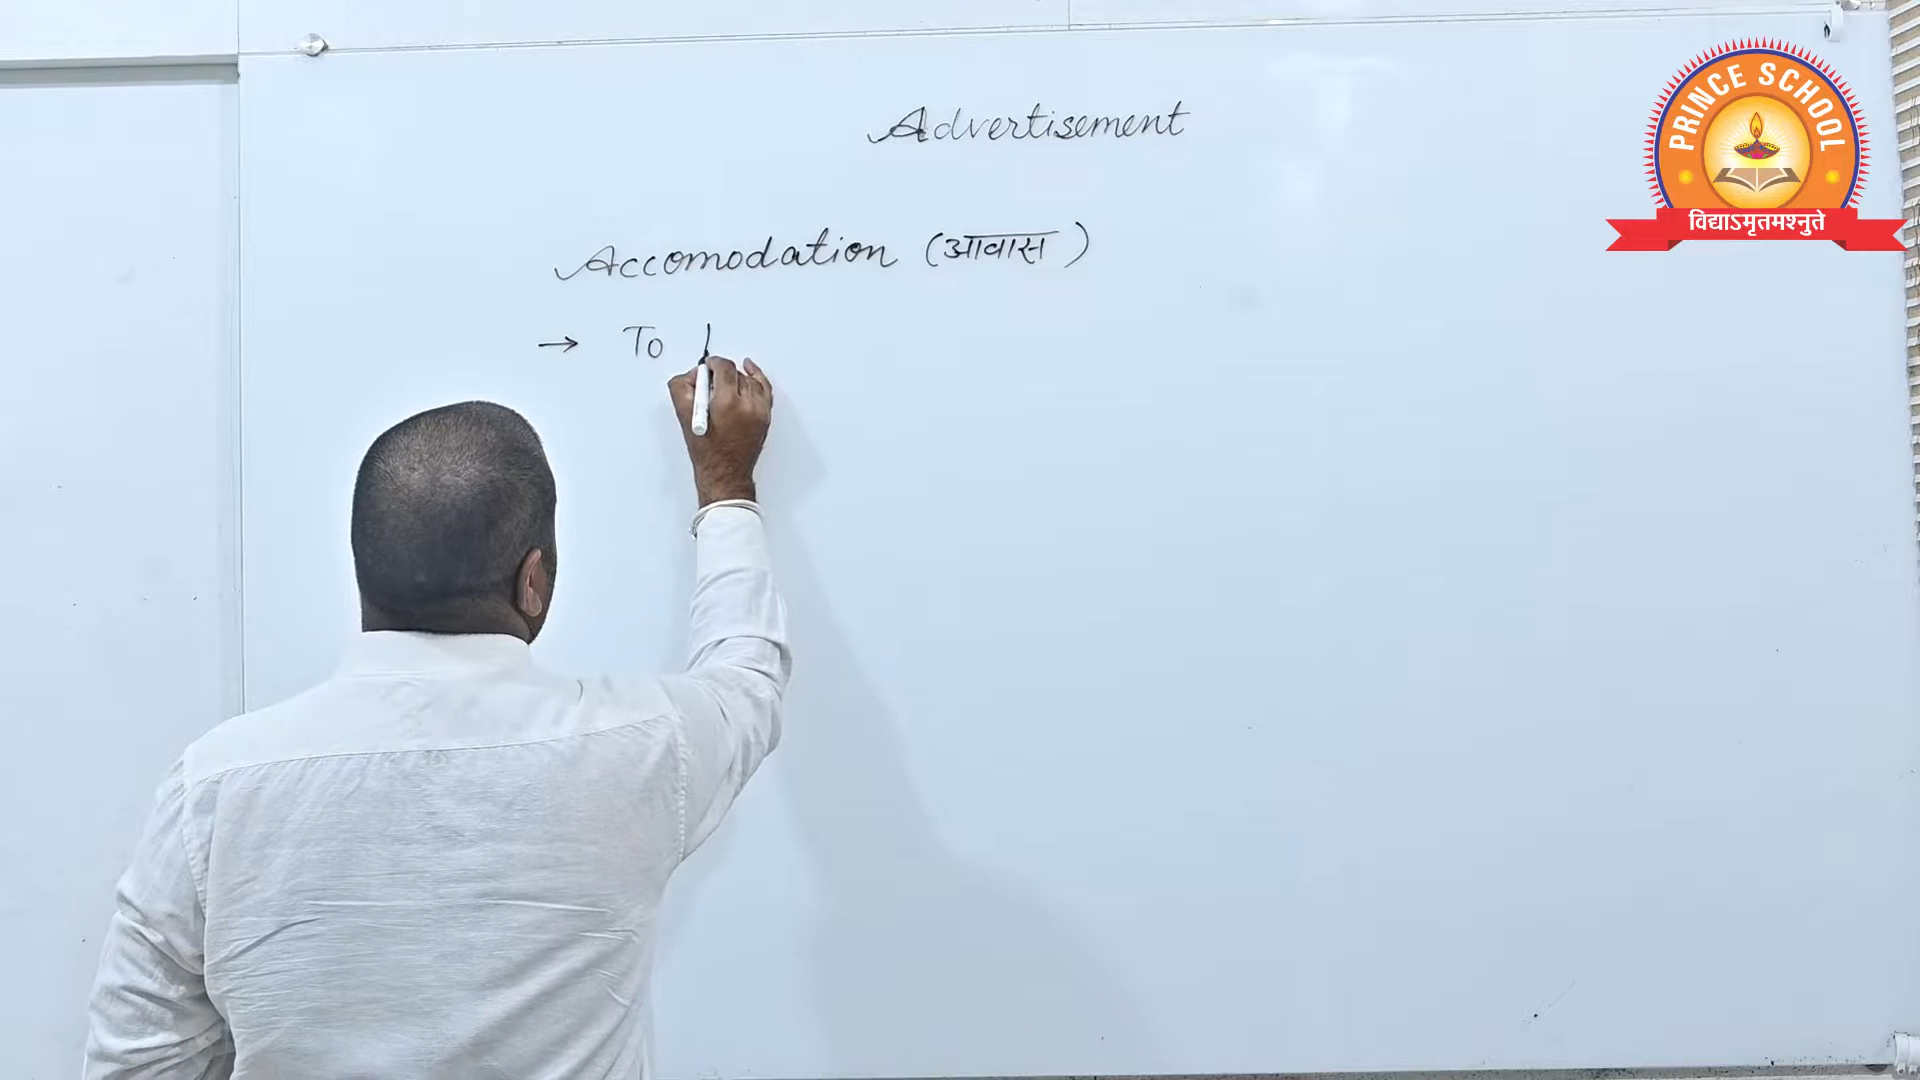 Advertisement
PRINCE SCHOOL
विद्याऽमृतमश्नुते
Accomodation (आवास)
→ To